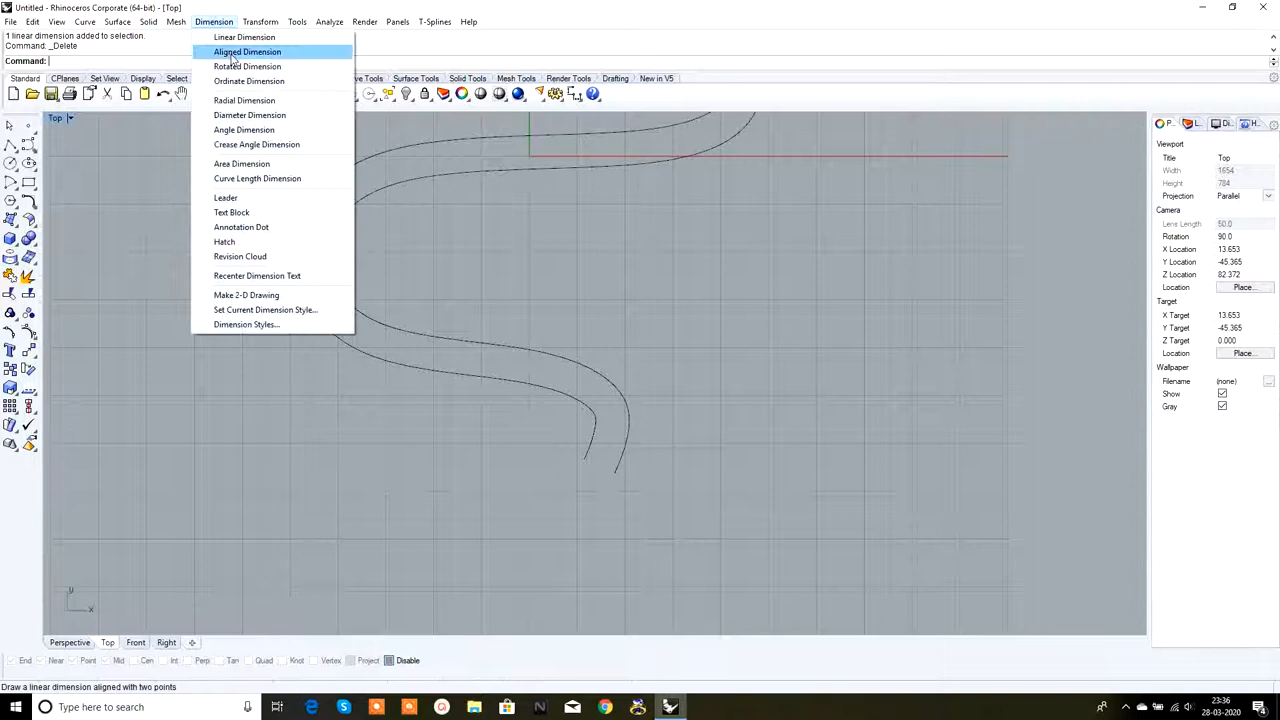 Untitled - Rhinoceros Corporate (64-bit) - [Top]
File Edit View Curve Surface Solid Mesh Dimension Transform Tools Analyze Render Panels T-Splines Help
1 linear dimension added to selection.
Command: _Delete
Command:
Standard CPlanes Set View Display Select ve Tools Surface Tools Solid Tools Mesh Tools Render Tools Drafting New in V5
Linear Dimension
Aligned Dimension
Rotated Dimension
Ordinate Dimension
Radial Dimension
Diameter Dimension
Angle Dimension
Crease Angle Dimension
Area Dimension
Curve Length Dimension
Leader
Text Block
Annotation Dot
Hatch
Revision Cloud
Recenter Dimension Text
Make 2-D Drawing
Set Current Dimension Style...
Dimension Styles...
Top
P... L... Di... H...
Viewport
Title Top
Width 1654
Height 784
Projection Parallel
Camera
Lens Length 50.0
Rotation 90.0
X Location 13.653
Y Location -45.365
Z Location 82.372
Location Place...
Target
X Target 13.653
Y Target -45.365
Z Target 0.000
Location Place...
Wallpaper
Filename (none) ...
Show
Gray
y
x
Perspective Top Front Right
End Near Point Mid Cen Int Perp Tan Quad Knot Vertex Project Disable
Draw a linear dimension aligned with two points
Type here to search
23:36
28-03-2020